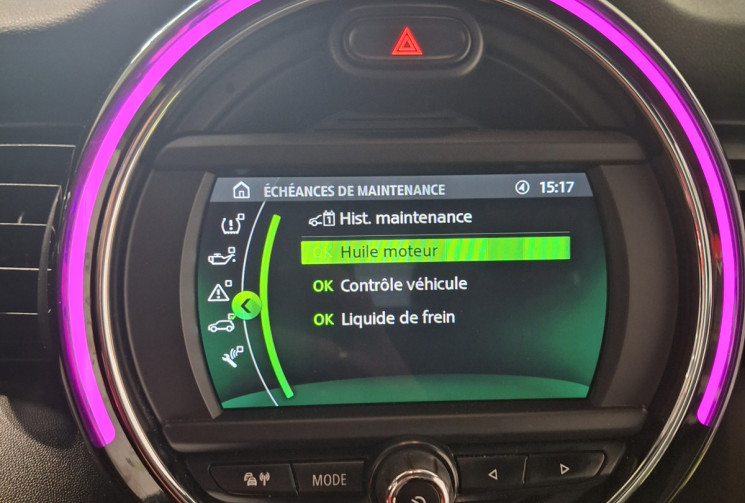 ÉCHÉANCES DE MAINTENANCE 15:17
Hist. maintenance
OK Huile moteur
OK Contrôle véhicule
OK Liquide de frein
MODE